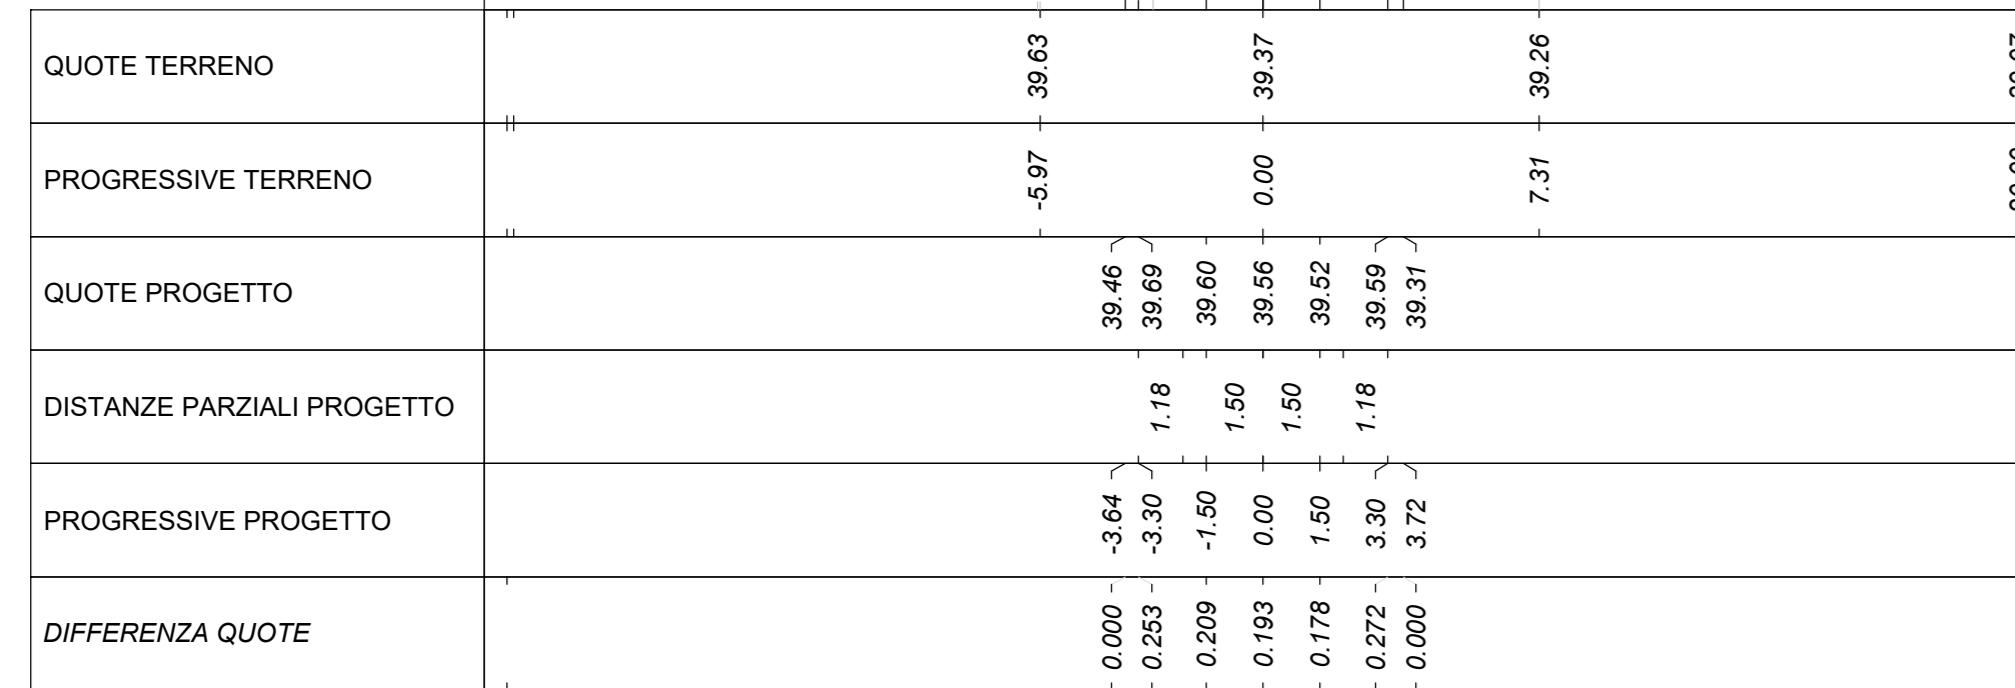 QUOTE TERRENO 39.63 39.37 39.26
PROGRESSIVE TERRENO -5.97 0.00 7.31
QUOTE PROGETTO 39.46 39.69 39.60 39.56 39.52 39.59 39.31
DISTANZE PARZIALI PROGETTO 1.18 1.50 1.50 1.18
PROGRESSIVE PROGETTO -3.64 -3.30 -1.50 0.00 1.50 3.30 3.72
DIFFERENZA QUOTE 0.000 0.253 0.209 0.193 0.178 0.272 0.000